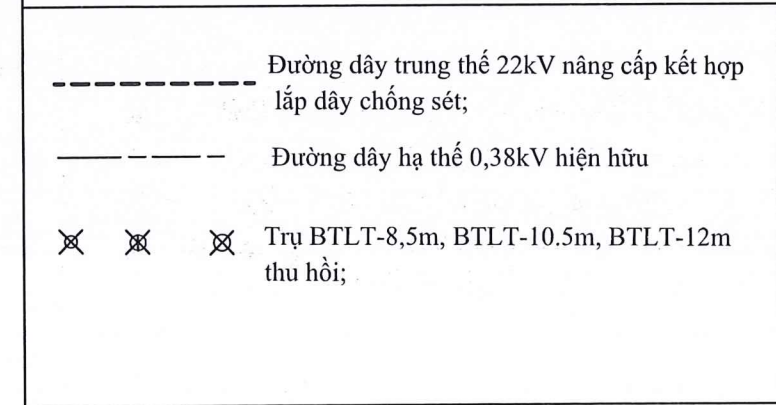 Đường dây trung thế 22kV nâng cấp kết hợp
lắp dây chống sét;
Đường dây hạ thế 0,38kV hiện hữu
Trụ BTLT-8,5m, BTLT-10.5m, BTLT-12m
thu hồi;